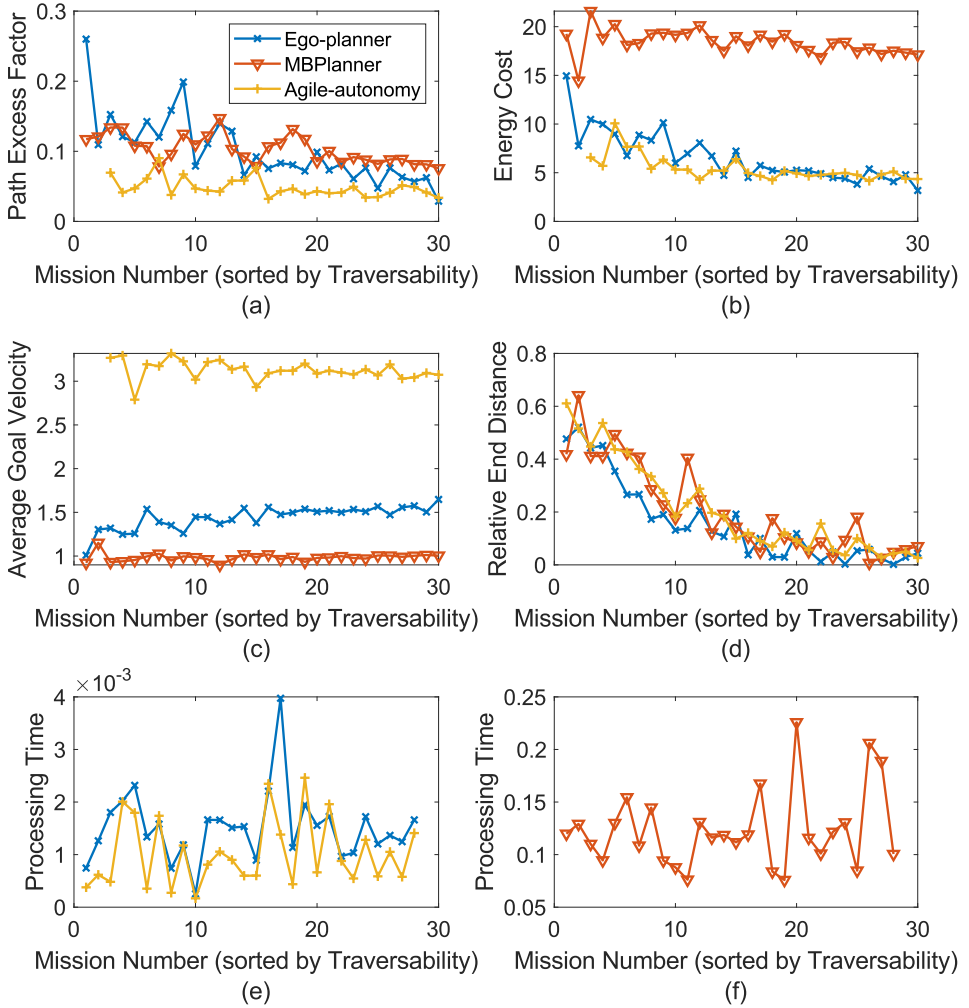 Path Excess Factor
0.3
0.2
0.1
0
Ego-planner
MBPlanner
Agile-autonomy
0 10 20 30
Mission Number (sorted by Traversability)
(a)
Energy Cost
20
15
10
5
0
0 10 20 30
Mission Number (sorted by Traversability)
(b)
Average Goal Velocity
3
2.5
2
1.5
1
0 10 20 30
Mission Number (sorted by Traversability)
(c)
Relative End Distance
0.8
0.6
0.4
0.2
0
0 10 20 30
Mission Number (sorted by Traversability)
(d)
Processing Time
×10⁻³
4
3
2
1
0
0 10 20 30
Mission Number (sorted by Traversability)
(e)
Processing Time
0.25
0.2
0.15
0.1
0.05
0 10 20 30
Mission Number (sorted by Traversability)
(f)